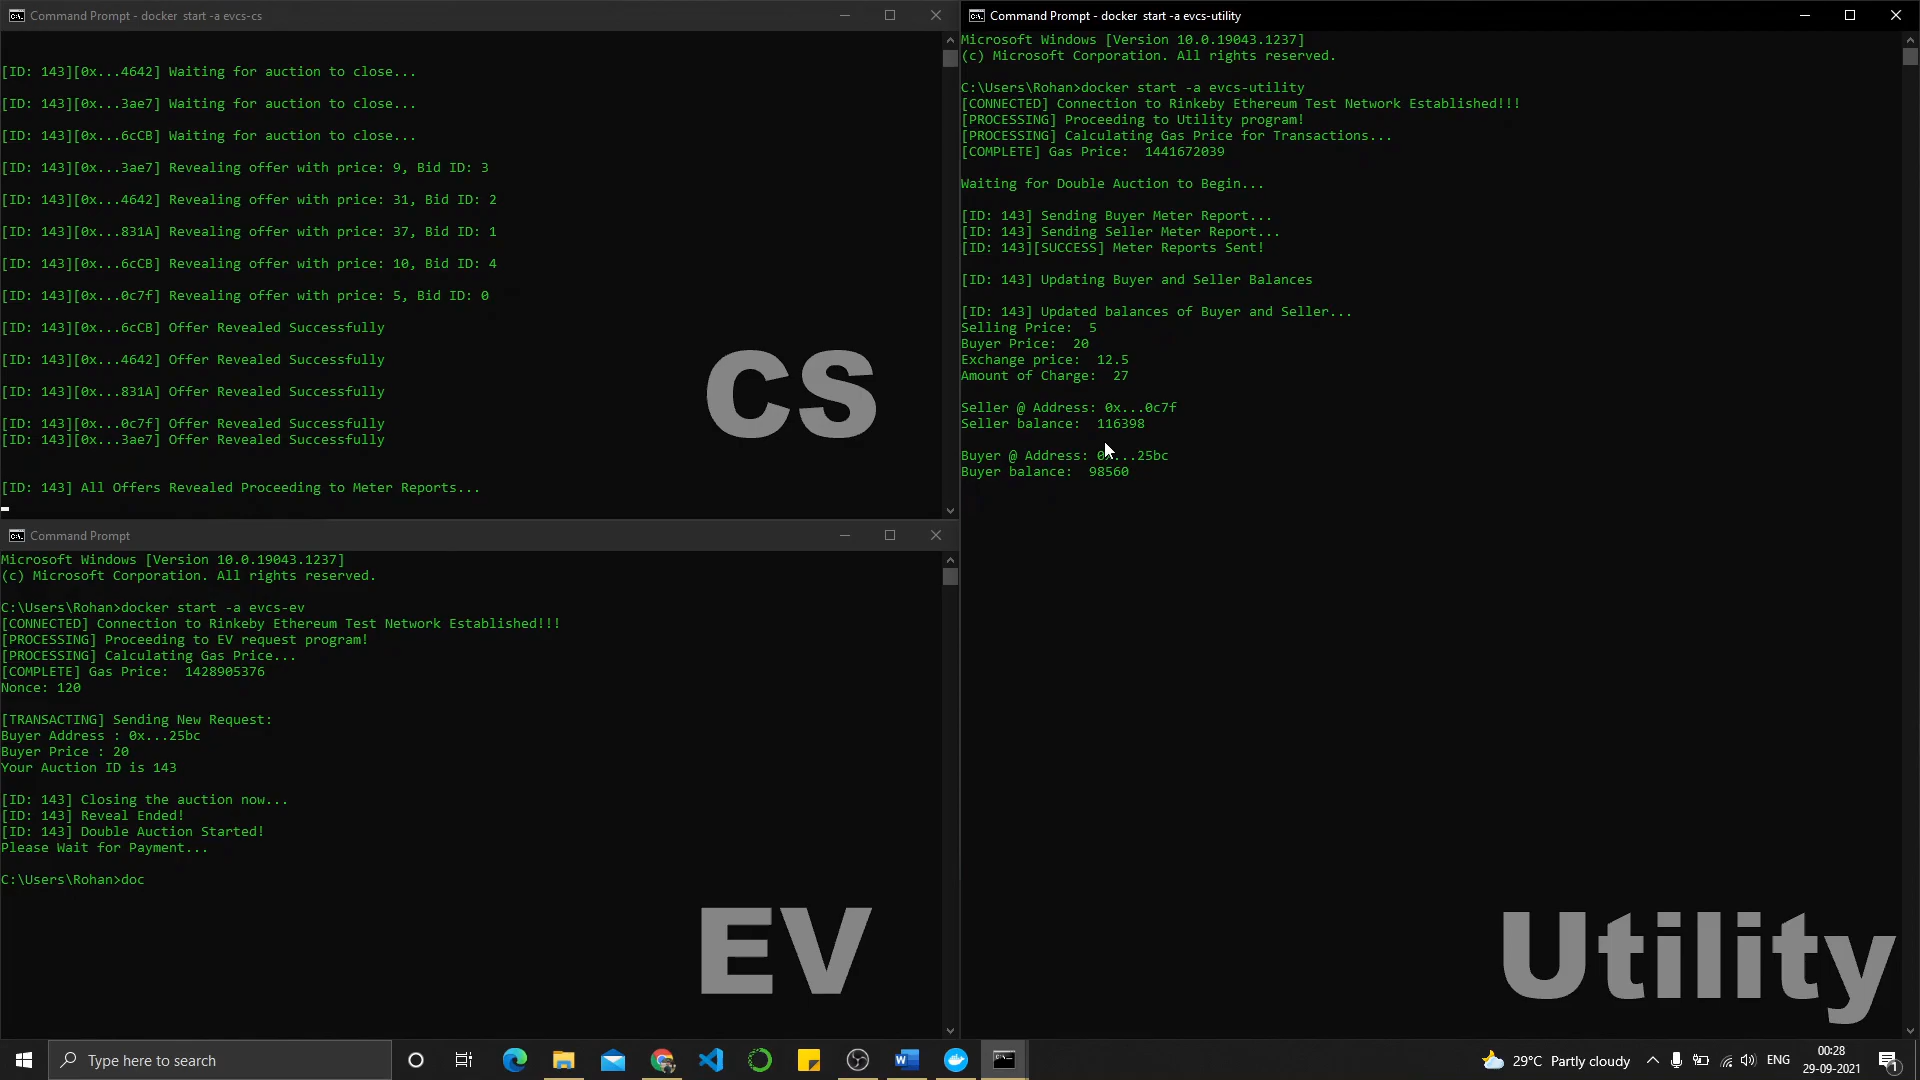 Command Prompt - docker  start -a evcs-cs
[ID: 143][0x...4642] Waiting for auction to close...
[ID: 143][0x...3ae7] Waiting for auction to close...
[ID: 143][0x...6cCB] Waiting for auction to close...
[ID: 143][0x...3ae7] Revealing offer with price: 9, Bid ID: 3
[ID: 143][0x...4642] Revealing offer with price: 31, Bid ID: 2
[ID: 143][0x...831A] Revealing offer with price: 37, Bid ID: 1
[ID: 143][0x...6cCB] Revealing offer with price: 10, Bid ID: 4
[ID: 143][0x...0c7f] Revealing offer with price: 5, Bid ID: 0
[ID: 143][0x...6cCB] Offer Revealed Successfully
[ID: 143][0x...4642] Offer Revealed Successfully
[ID: 143][0x...831A] Offer Revealed Successfully
[ID: 143][0x...0c7f] Offer Revealed Successfully
[ID: 143][0x...3ae7] Offer Revealed Successfully
[ID: 143] All Offers Revealed Proceeding to Meter Reports...
CS
Command Prompt
Microsoft Windows [Version 10.0.19043.1237]
(c) Microsoft Corporation. All rights reserved.
C:\Users\Rohan>docker start -a evcs-ev
[CONNECTED] Connection to Rinkeby Ethereum Test Network Established!!!
[PROCESSING] Proceeding to EV request program!
[PROCESSING] Calculating Gas Price...
[COMPLETE] Gas Price:  1428905376
Nonce: 120
[TRANSACTING] Sending New Request:
Buyer Address : 0x...25bc
Buyer Price : 20
Your Auction ID is 143
[ID: 143] Closing the auction now...
[ID: 143] Reveal Ended!
[ID: 143] Double Auction Started!
Please Wait for Payment...
C:\Users\Rohan>doc
EV
Command Prompt - docker  start -a evcs-utility
Microsoft Windows [Version 10.0.19043.1237]
(c) Microsoft Corporation. All rights reserved.
C:\Users\Rohan>docker start -a evcs-utility
[CONNECTED] Connection to Rinkeby Ethereum Test Network Established!!!
[PROCESSING] Proceeding to Utility program!
[PROCESSING] Calculating Gas Price for Transactions...
[COMPLETE] Gas Price:  1441672039
Waiting for Double Auction to Begin...
[ID: 143] Sending Buyer Meter Report...
[ID: 143] Sending Seller Meter Report...
[ID: 143][SUCCESS] Meter Reports Sent!
[ID: 143] Updating Buyer and Seller Balances
[ID: 143] Updated balances of Buyer and Seller...
Selling Price:  5
Buyer Price:  20
Exchange price:  12.5
Amount of Charge:  27
Seller @ Address: 0x...0c7f
Seller balance:  116398
Buyer @ Address: 0x...25bc
Buyer balance:  98560
Utility
Type here to search
29°C Partly cloudy
ENG
00:28
29-09-2021
1